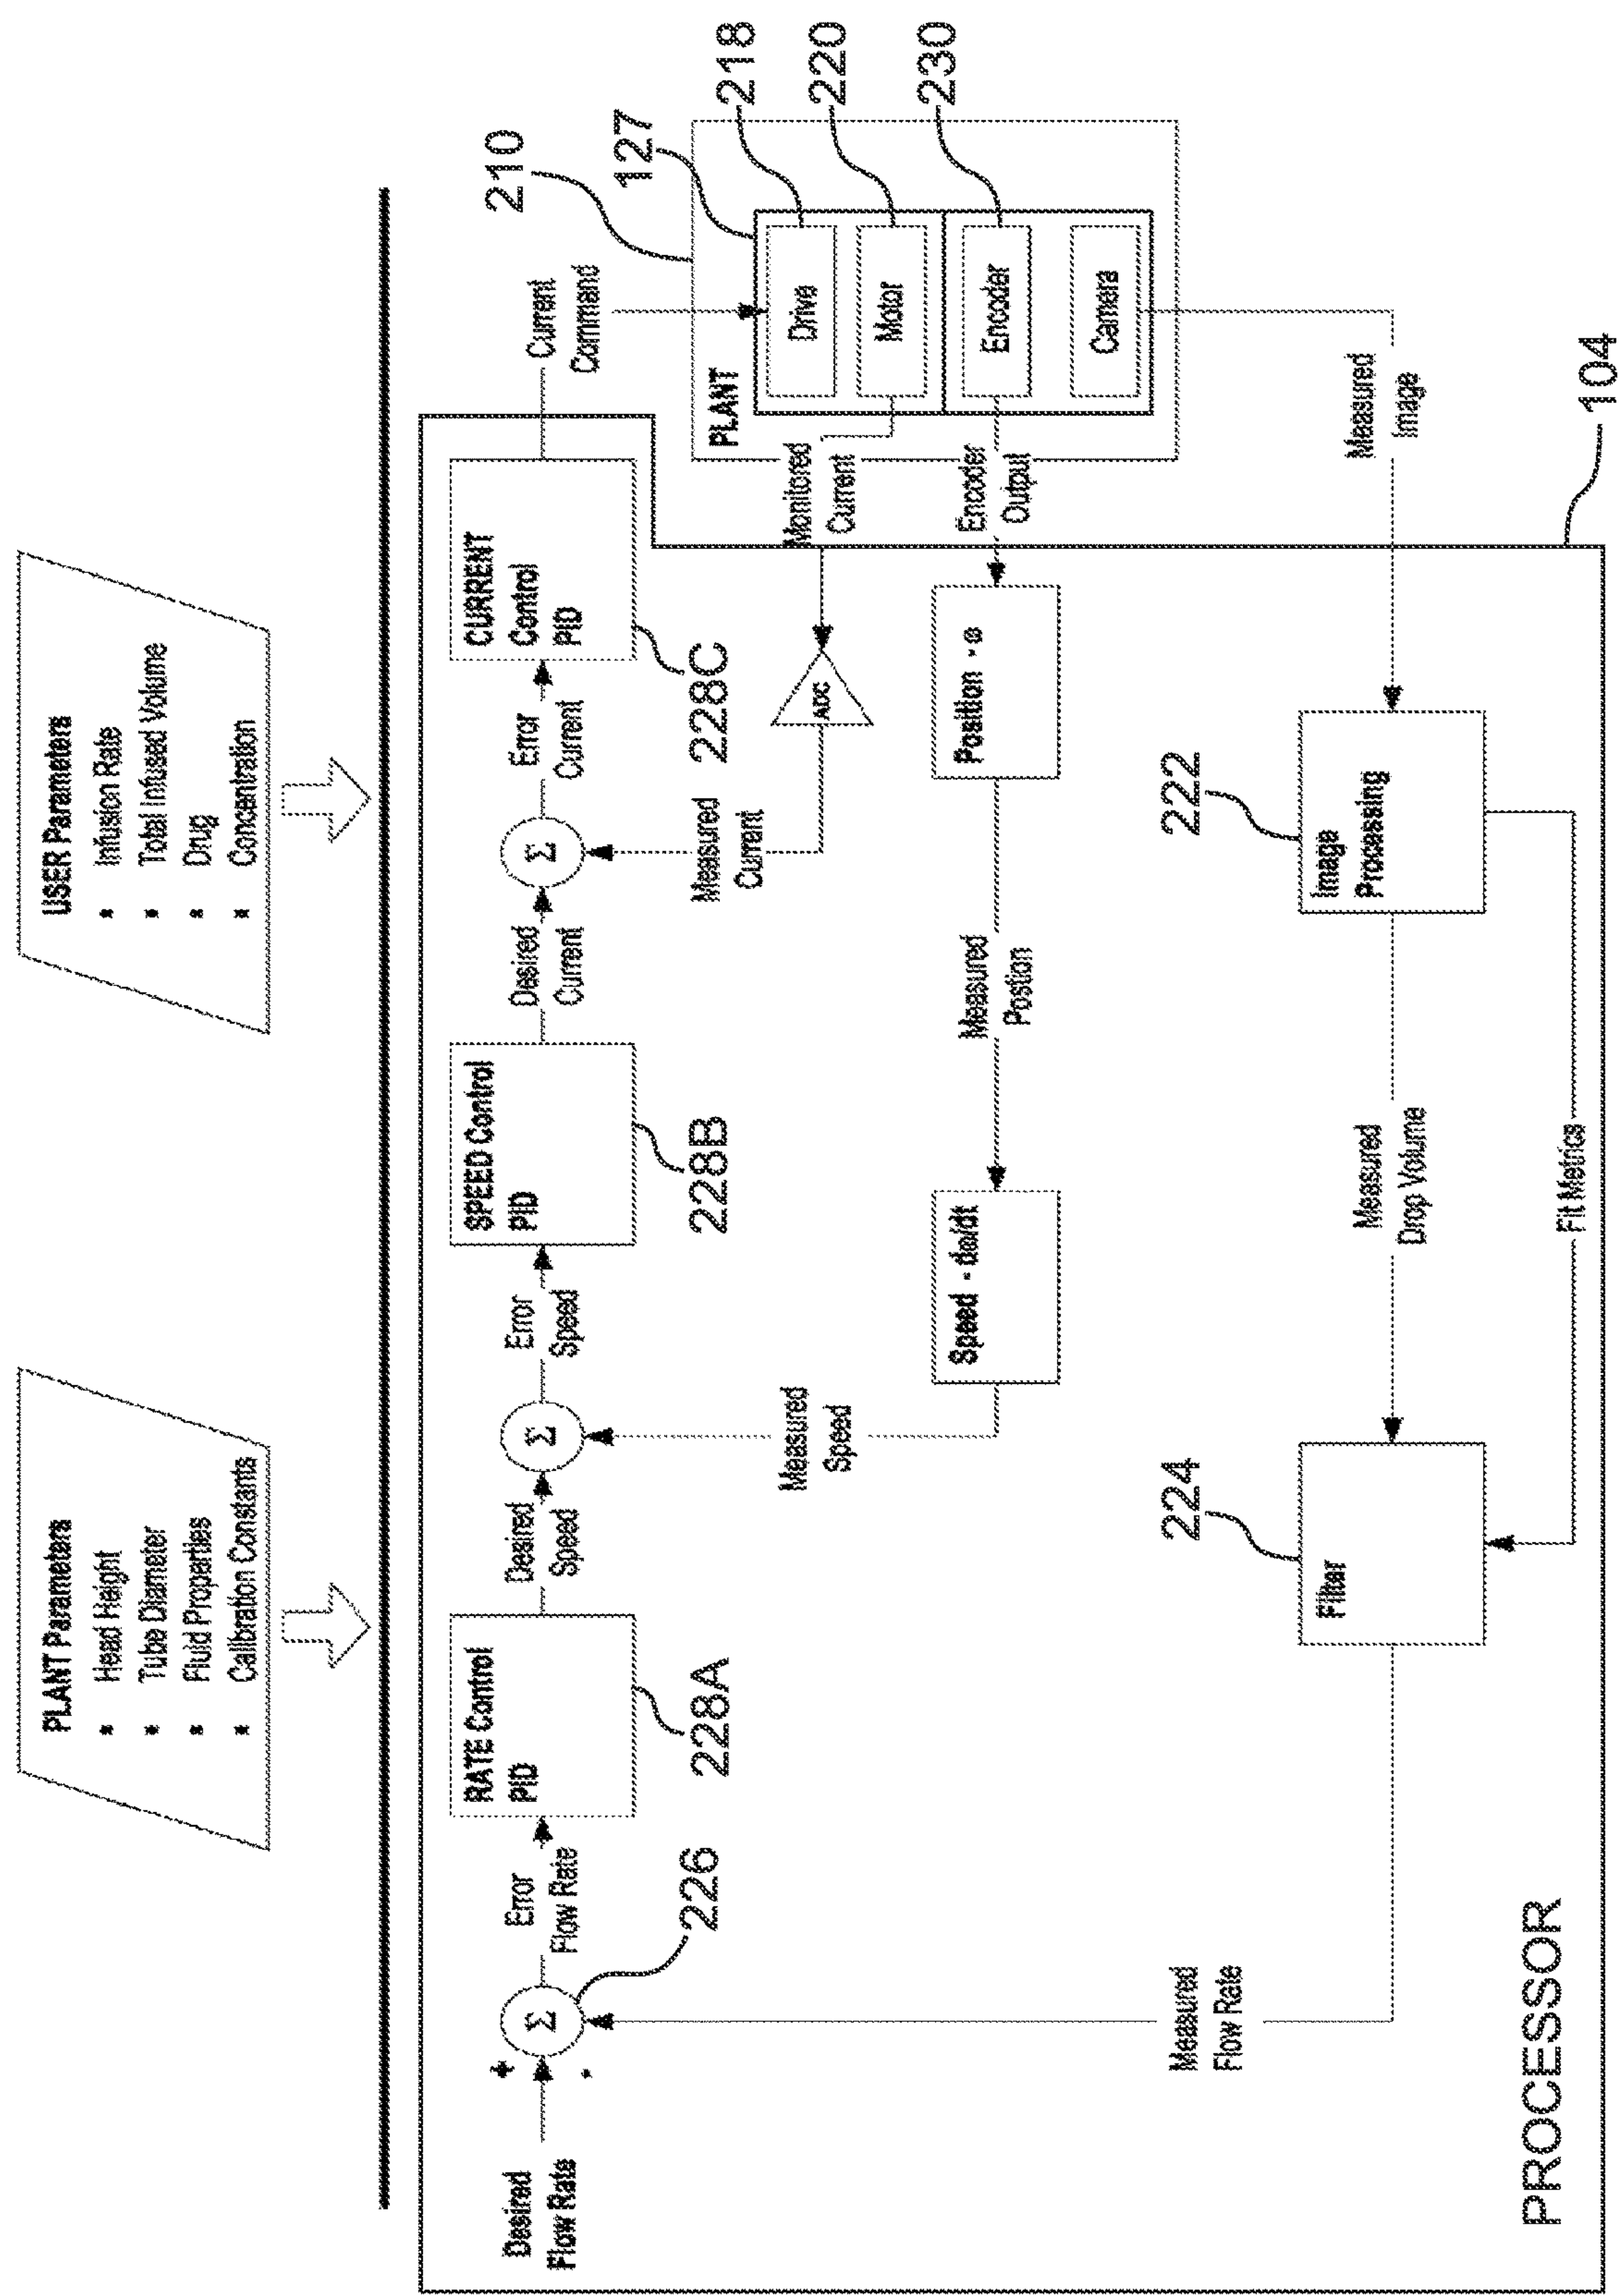 PLANT Parameters
* Head Height
* Tube Diameter
* Fluid Properties
* Calibration Constants
USER Parameters
* Infusion Rate
* Total Infused Volume
* Drug
* Concentration
Desired
Flow Rate
+
-
Σ
226
Error
Flow Rate
RATE Control
PID
228A
Desired
Speed
Σ
Error
Speed
SPEED Control
PID
228B
Desired
Current
Σ
Error
Current
CURRENT
Control
PID
228C
Current
Command
210
127
218
220
230
PLANT
Drive
Motor
Encoder
Camera
Monitored
Current
ADC
Measured
Current
Encoder
Output
Position - ø
Measured
Postion
Speed - dø/dt
Measured
Speed
Measured
Image
222
Image
Processing
Measured
Drop Volume
Fit Metrics
224
Filter
Measured
Flow Rate
PROCESSOR
104